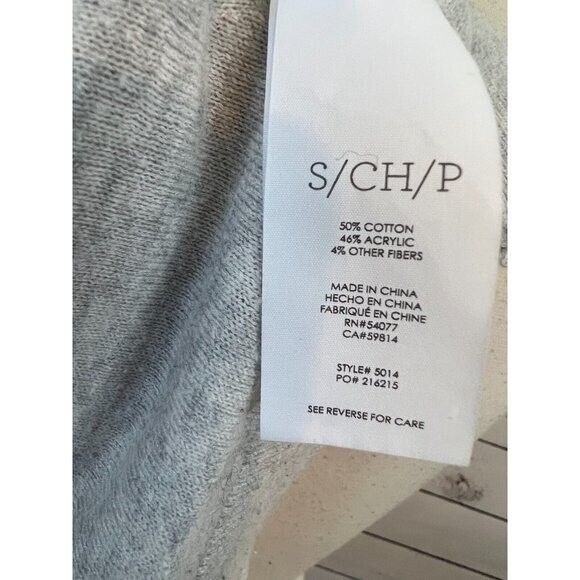 S/CH/P
50% COTTON
46% ACRYLIC
4% OTHER FIBERS
MADE IN CHINA
HECHO EN CHINA
FABRIQUÉ EN CHINE
RN#54077
CA#59814
STYLE# 5014
PO# 216215
SEE REVERSE FOR CARE